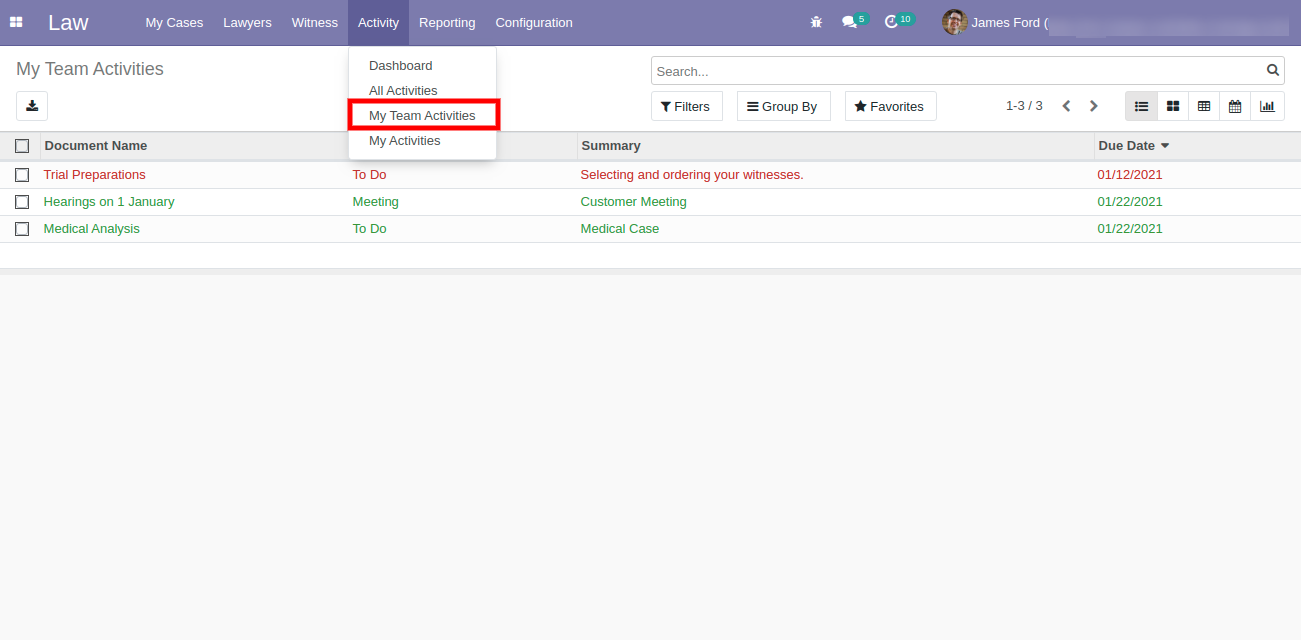 Law My Cases Lawyers Witness Activity Reporting Configuration 5 10 James Ford (
My Team Activities
Dashboard
All Activities
My Team Activities
My Activities
Search...
Filters Group By Favorites 1-3 / 3
Document Name Summary Due Date
Trial Preparations To Do Selecting and ordering your witnesses. 01/12/2021
Hearings on 1 January Meeting Customer Meeting 01/22/2021
Medical Analysis To Do Medical Case 01/22/2021